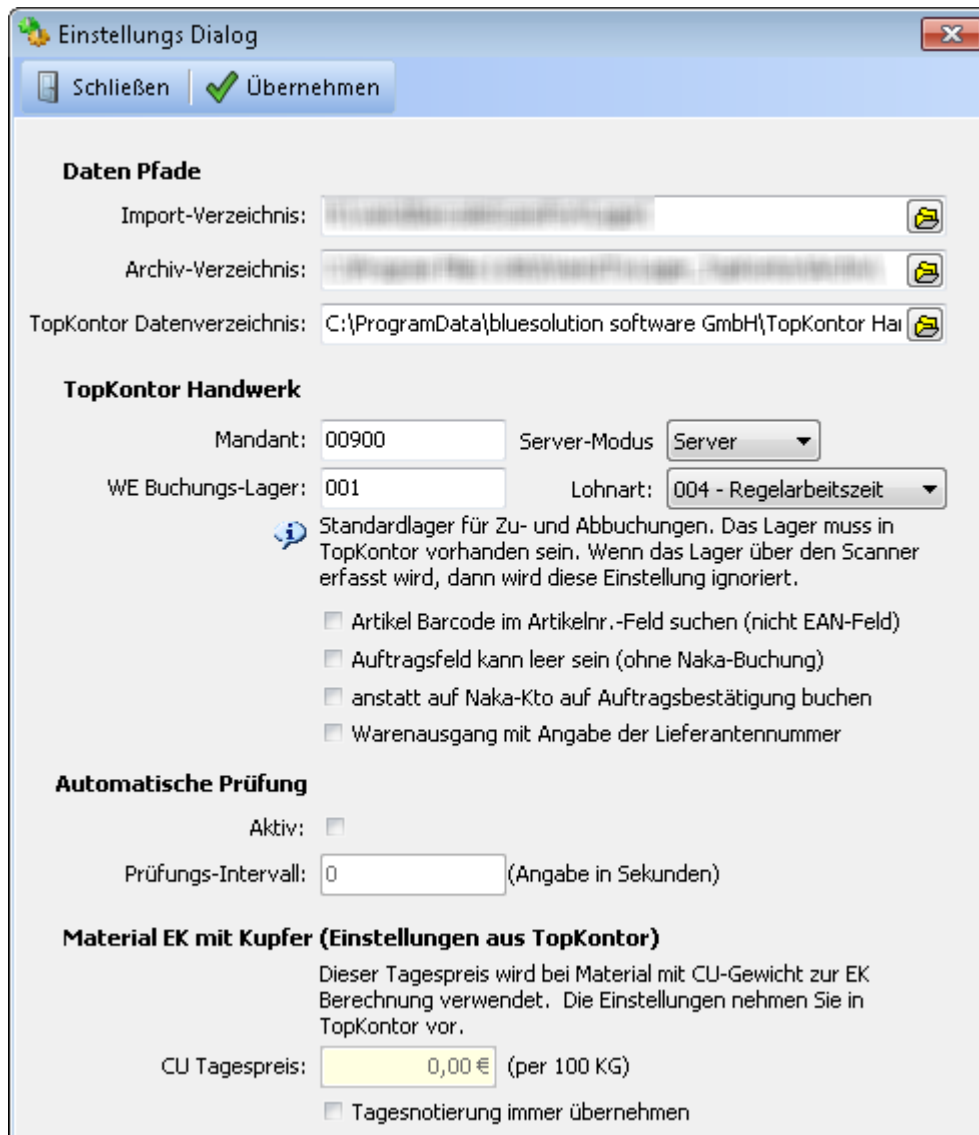 Einstellungs Dialog
Schließen Übernehmen
Daten Pfade
Import-Verzeichnis:
Archiv-Verzeichnis:
TopKontor Datenverzeichnis: C:\ProgramData\bluesolution software GmbH\TopKontor Har
TopKontor Handwerk
Mandant: 00900 Server-Modus Server
WE Buchungs-Lager: 001 Lohnart: 004 - Regelarbeitszeit
Standardlager für Zu- und Abbuchungen. Das Lager muss in
TopKontor vorhanden sein. Wenn das Lager über den Scanner
erfasst wird, dann wird diese Einstellung ignoriert.
Artikel Barcode im Artikelnr.-Feld suchen (nicht EAN-Feld)
Auftragsfeld kann leer sein (ohne Naka-Buchung)
anstatt auf Naka-Kto auf Auftragsbestätigung buchen
Warenausgang mit Angabe der Lieferantennummer
Automatische Prüfung
Aktiv:
Prüfungs-Intervall: 0 (Angabe in Sekunden)
Material EK mit Kupfer (Einstellungen aus TopKontor)
Dieser Tagespreis wird bei Material mit CU-Gewicht zur EK
Berechnung verwendet. Die Einstellungen nehmen Sie in
TopKontor vor.
CU Tagespreis: 0,00 € (per 100 KG)
Tagesnotierung immer übernehmen